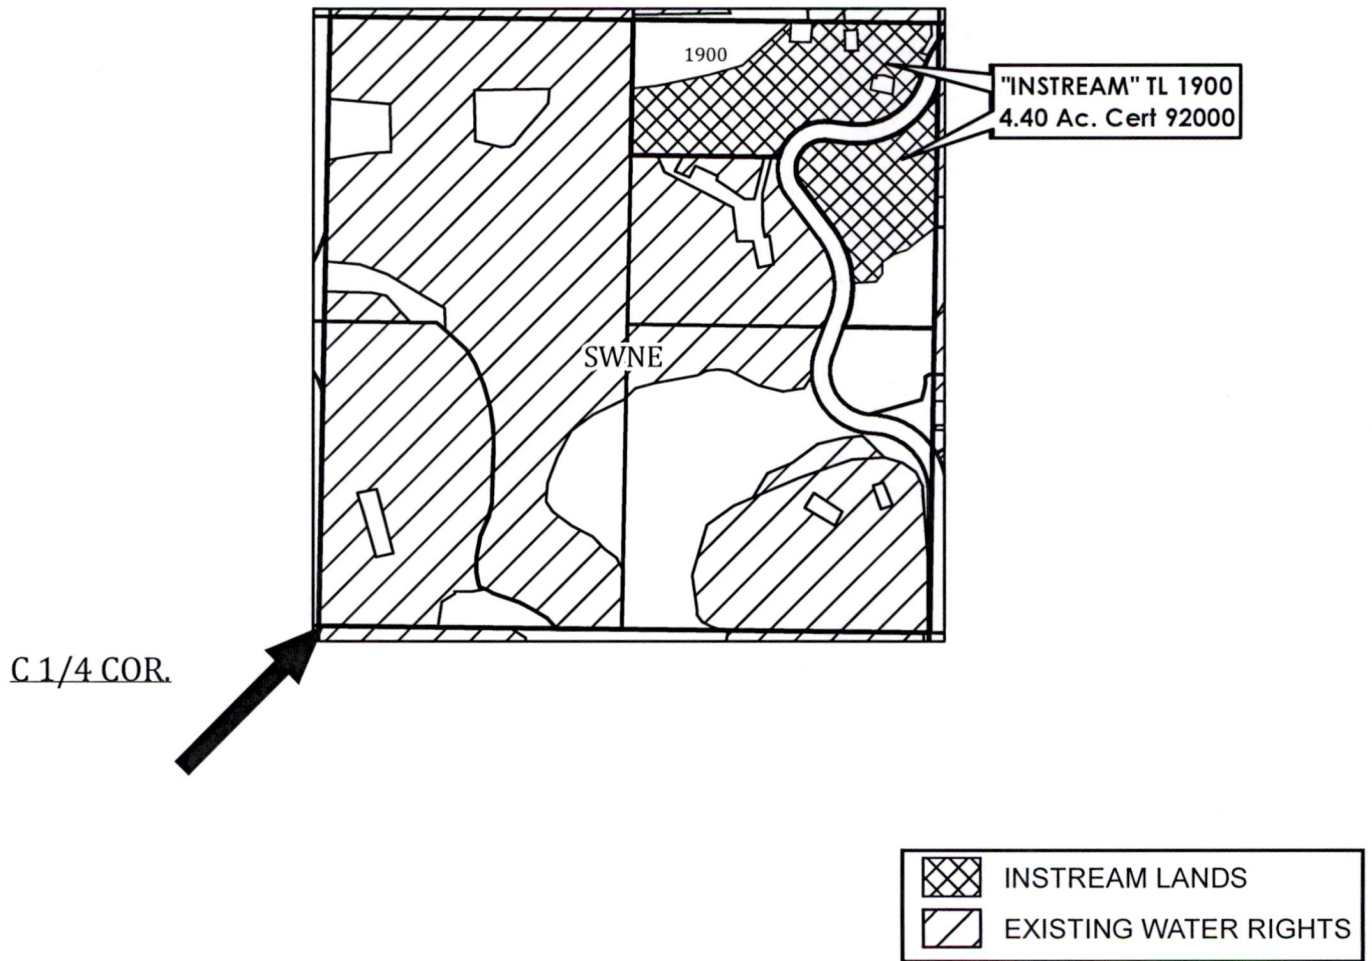 1900
"INSTREAM" TL 1900
4.40 Ac. Cert 92000
SWNE
C 1/4 COR.
INSTREAM LANDS
EXISTING WATER RIGHTS